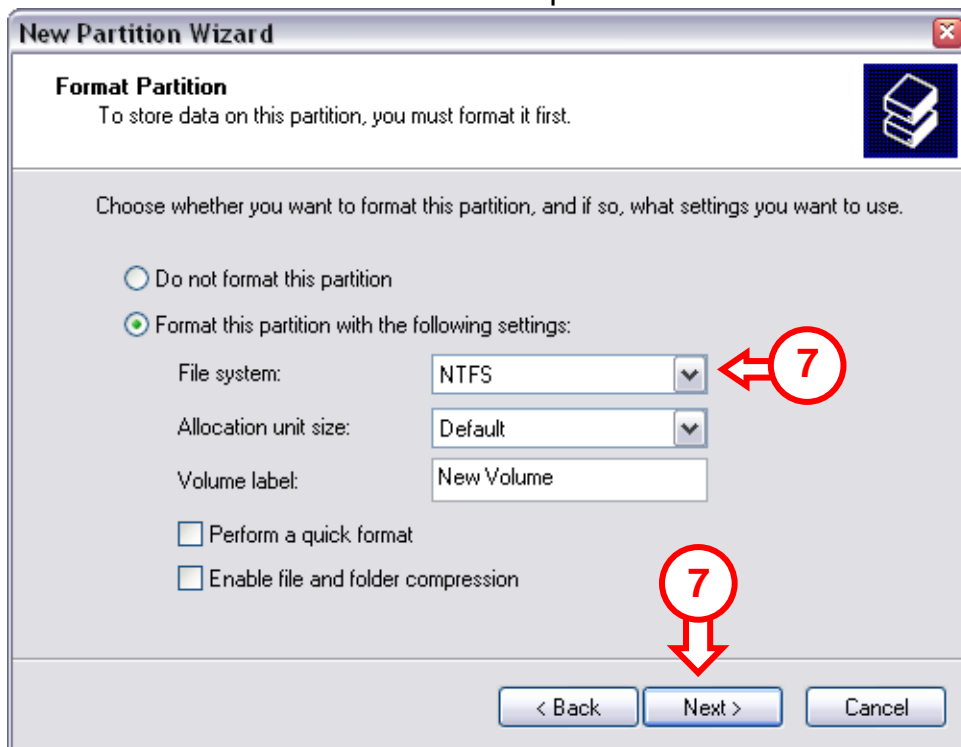 New Partition Wizard
Format Partition
To store data on this partition, you must format it first.
Choose whether you want to format this partition, and if so, what settings you want to use.
Do not format this partition
Format this partition with the following settings:
File system: NTFS 7
Allocation unit size: Default
Volume label: New Volume
Perform a quick format
Enable file and folder compression
7
< Back Next > Cancel